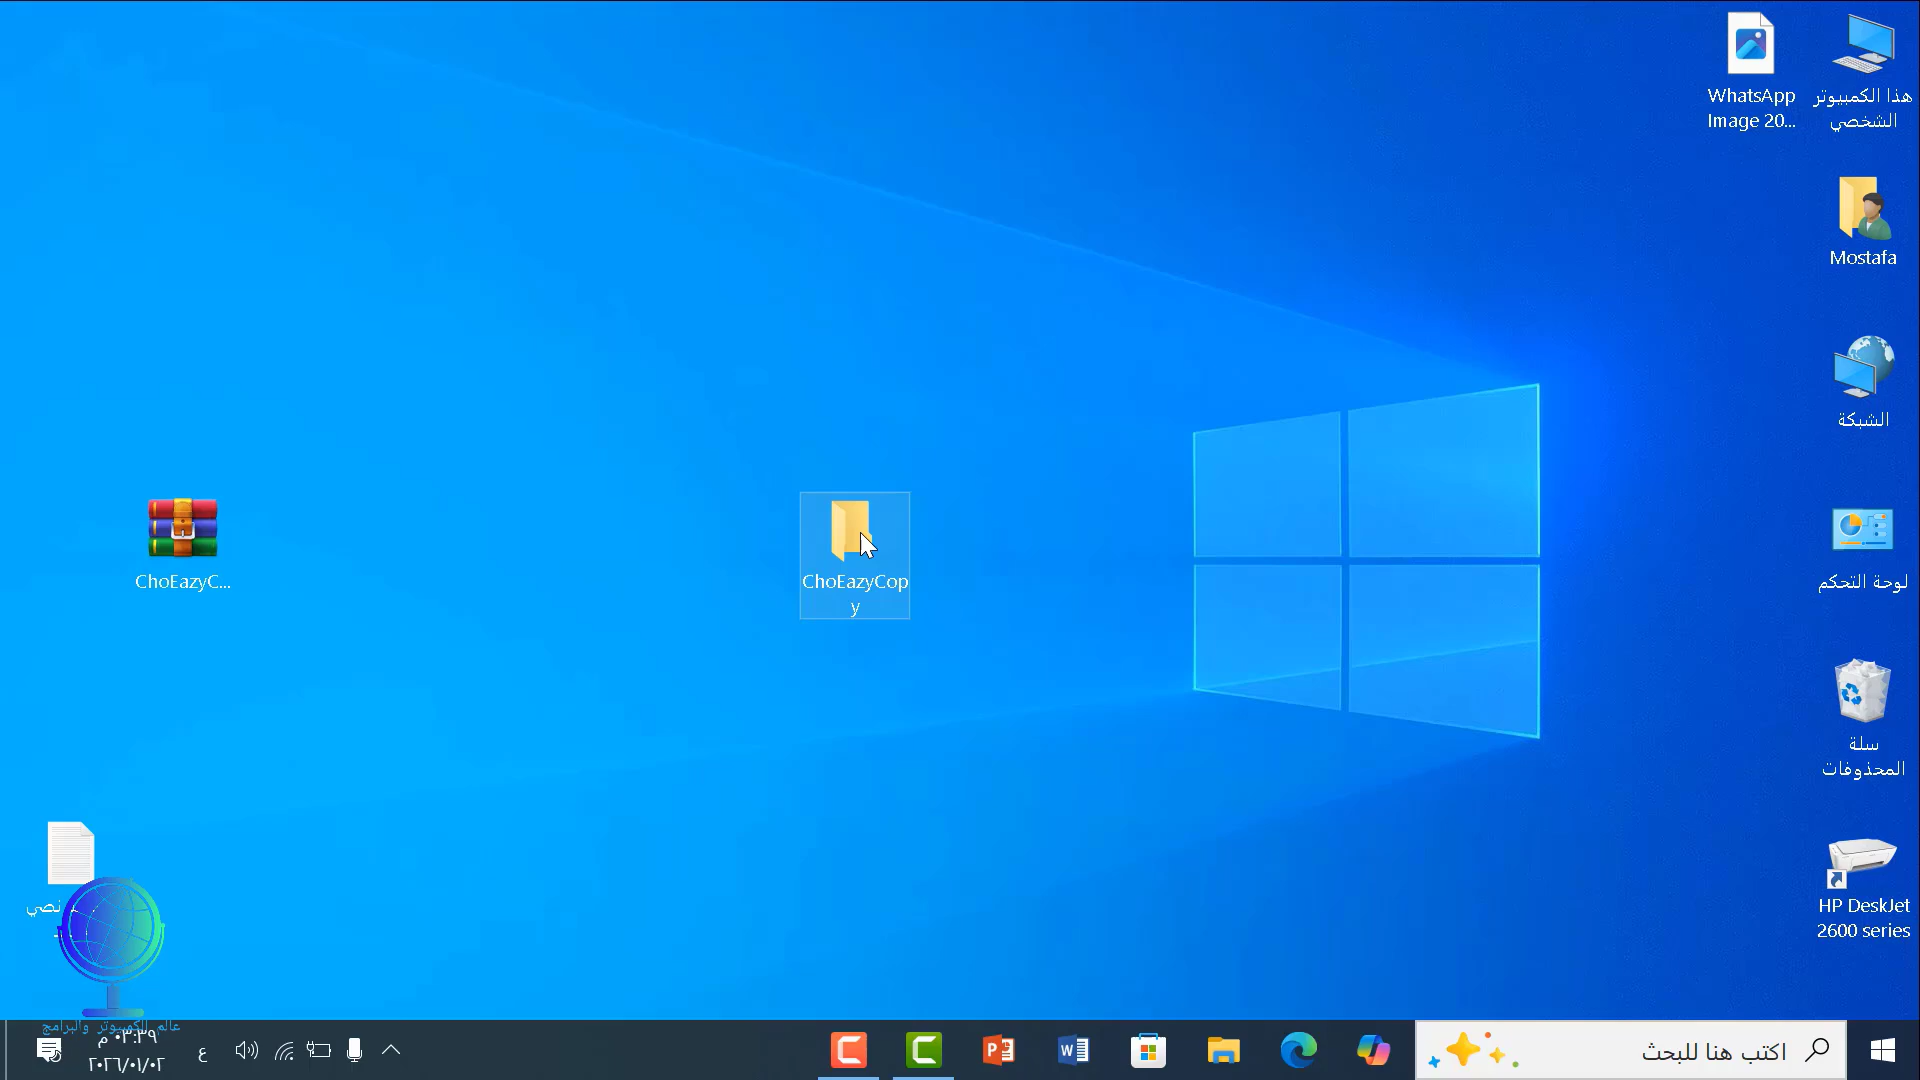 WhatsApp
Image 20...
هذا الكمبيوتر
الشخصي
Mostafa
الشبكة
ChoEazyC...
ChoEazyCop
y
لوحة التحكم
سلة
المحذوفات
نصي
HP DeskJet
2600 series
عالم الكمبيوتر والبرامج
٠٣:٣٩ م
٢٠٢٦/٠١/٠٢
ع
اكتب هنا للبحث